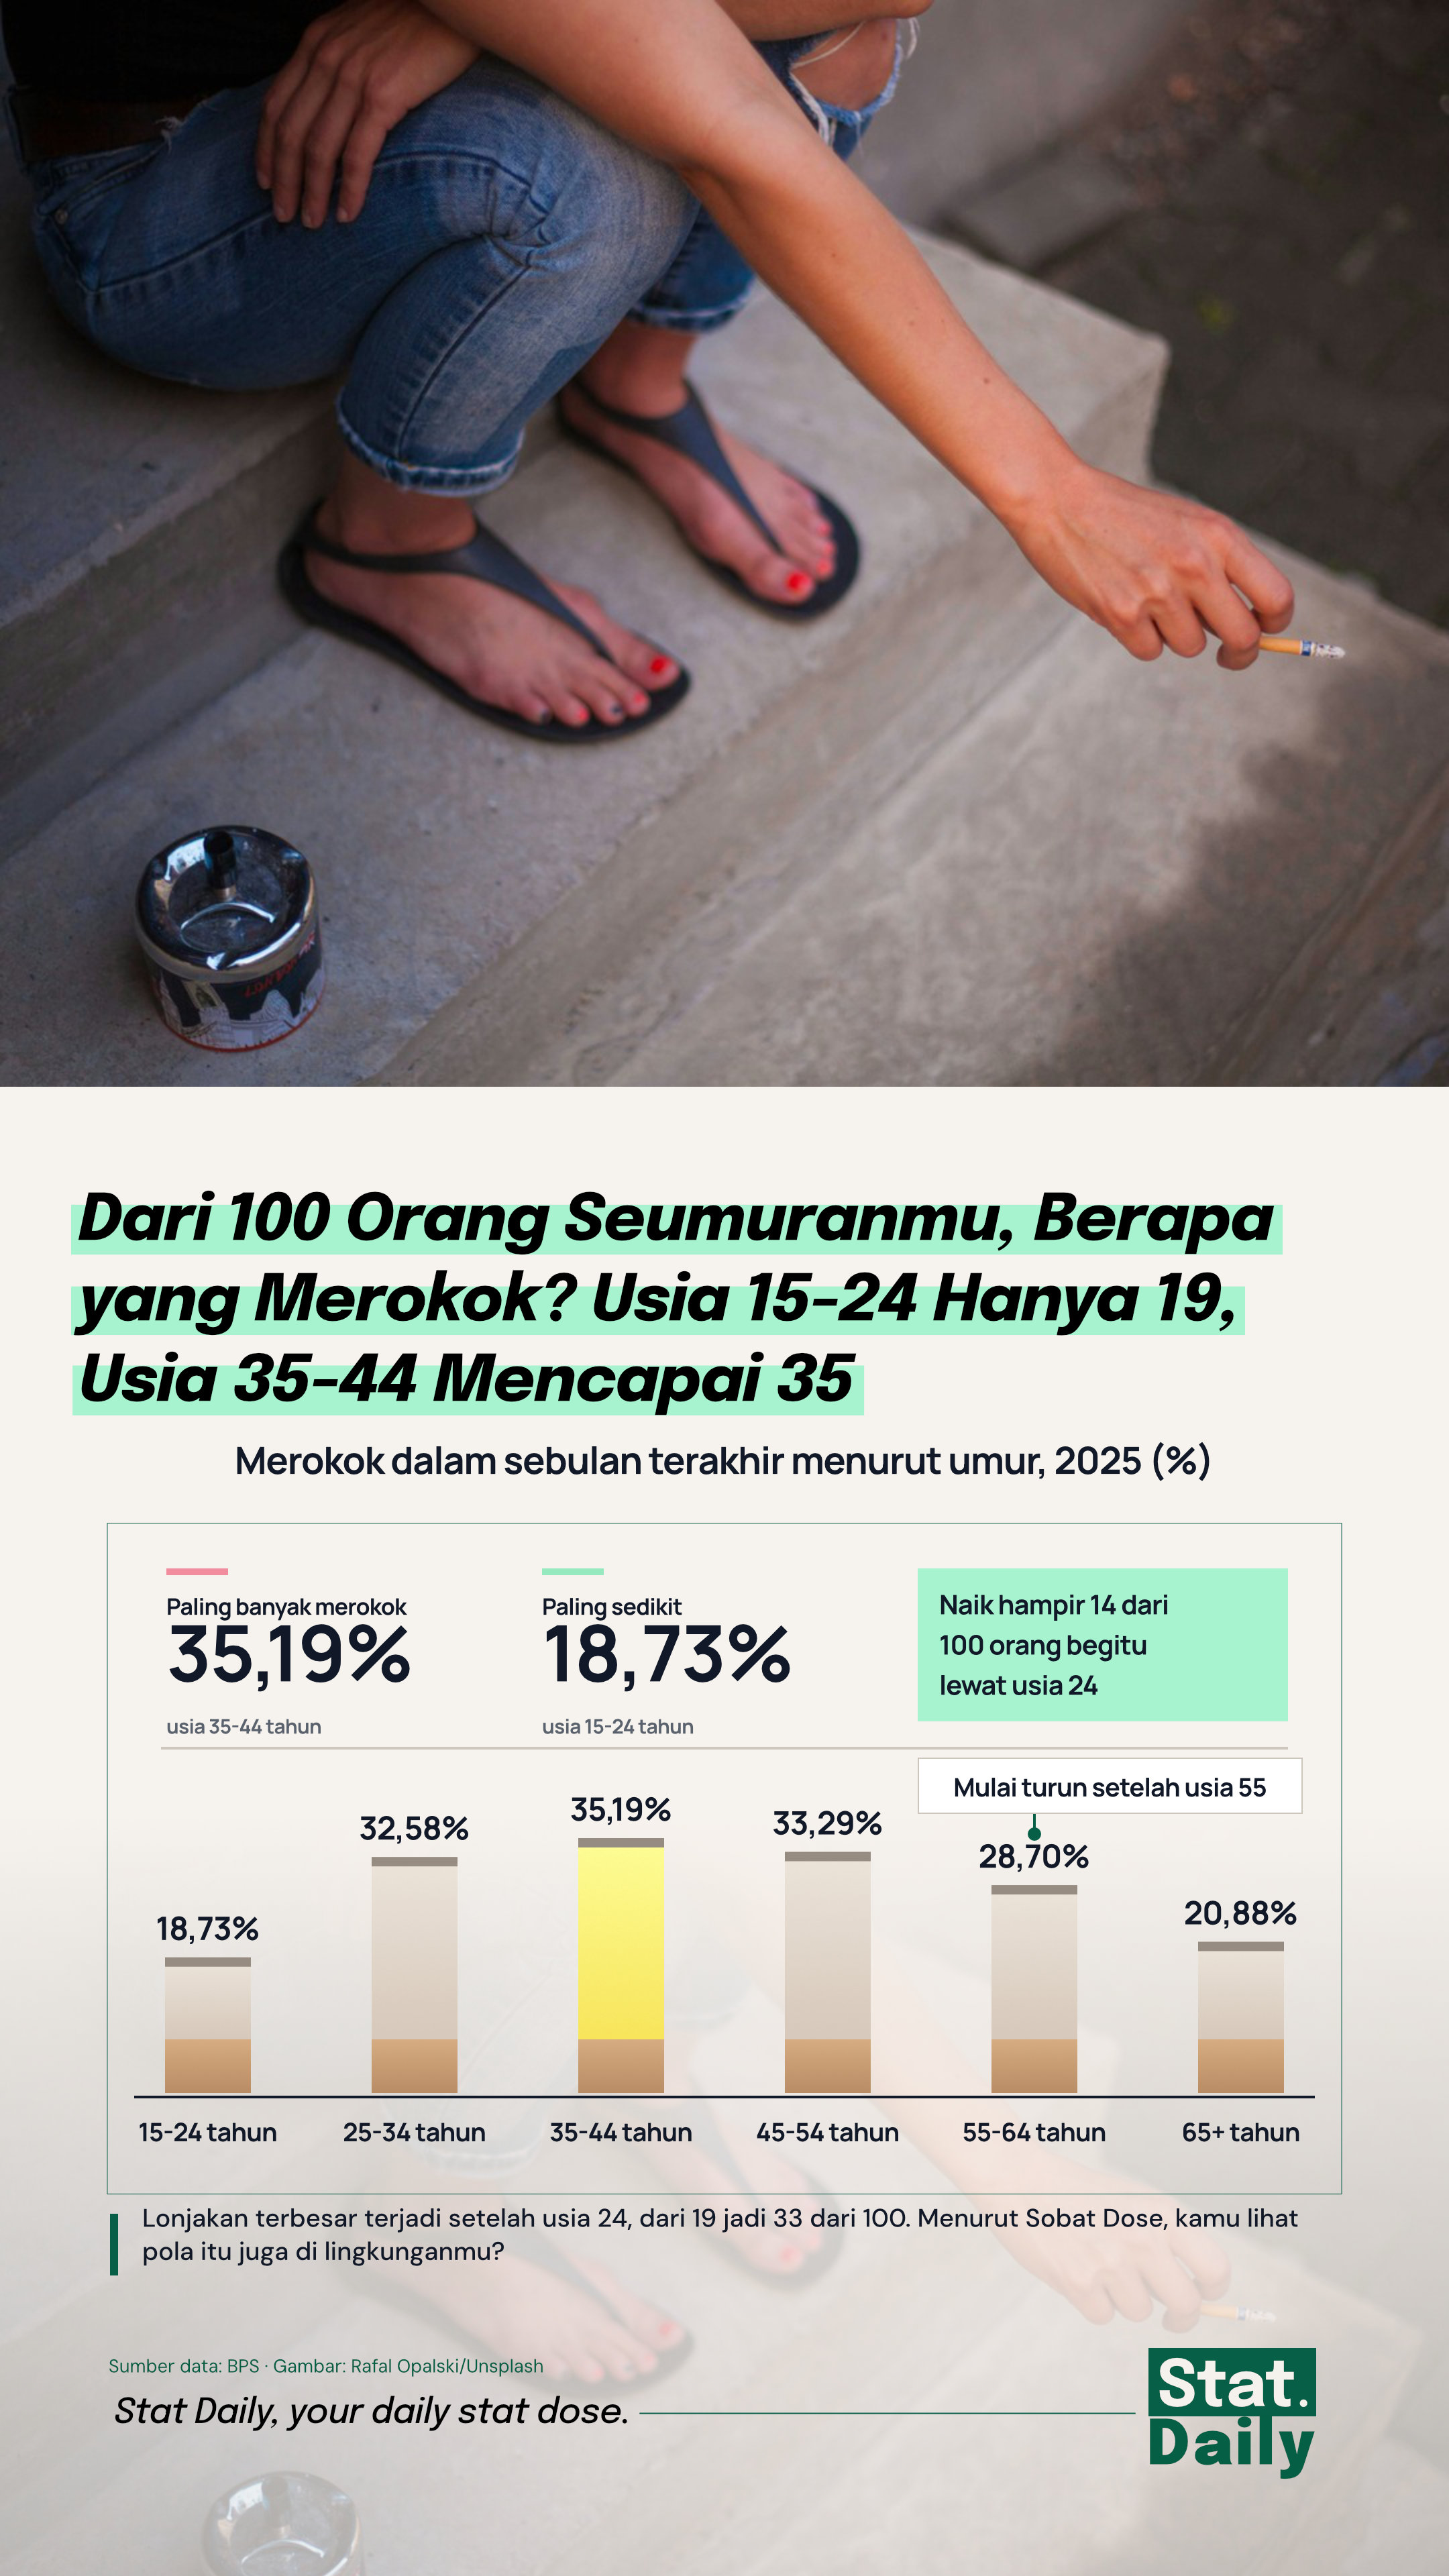 Dari 100 Orang Seumuranmu, Berapa
yang Merokok? Usia 15-24 Hanya 19,
Usia 35-44 Mencapai 35
Merokok dalam sebulan terakhir menurut umur, 2025 (%)
Paling banyak merokok
35,19%
usia 35-44 tahun
Paling sedikit
18,73%
usia 15-24 tahun
Naik hampir 14 dari
100 orang begitu
lewat usia 24
Mulai turun setelah usia 55
18,73%
32,58%
35,19%
33,29%
28,70%
20,88%
15-24 tahun
25-34 tahun
35-44 tahun
45-54 tahun
55-64 tahun
65+ tahun
Lonjakan terbesar terjadi setelah usia 24, dari 19 jadi 33 dari 100. Menurut Sobat Dose, kamu lihat
pola itu juga di lingkunganmu?
Sumber data: BPS · Gambar: Rafal Opalski/Unsplash
Stat Daily, your daily stat dose.
Stat.
Daily